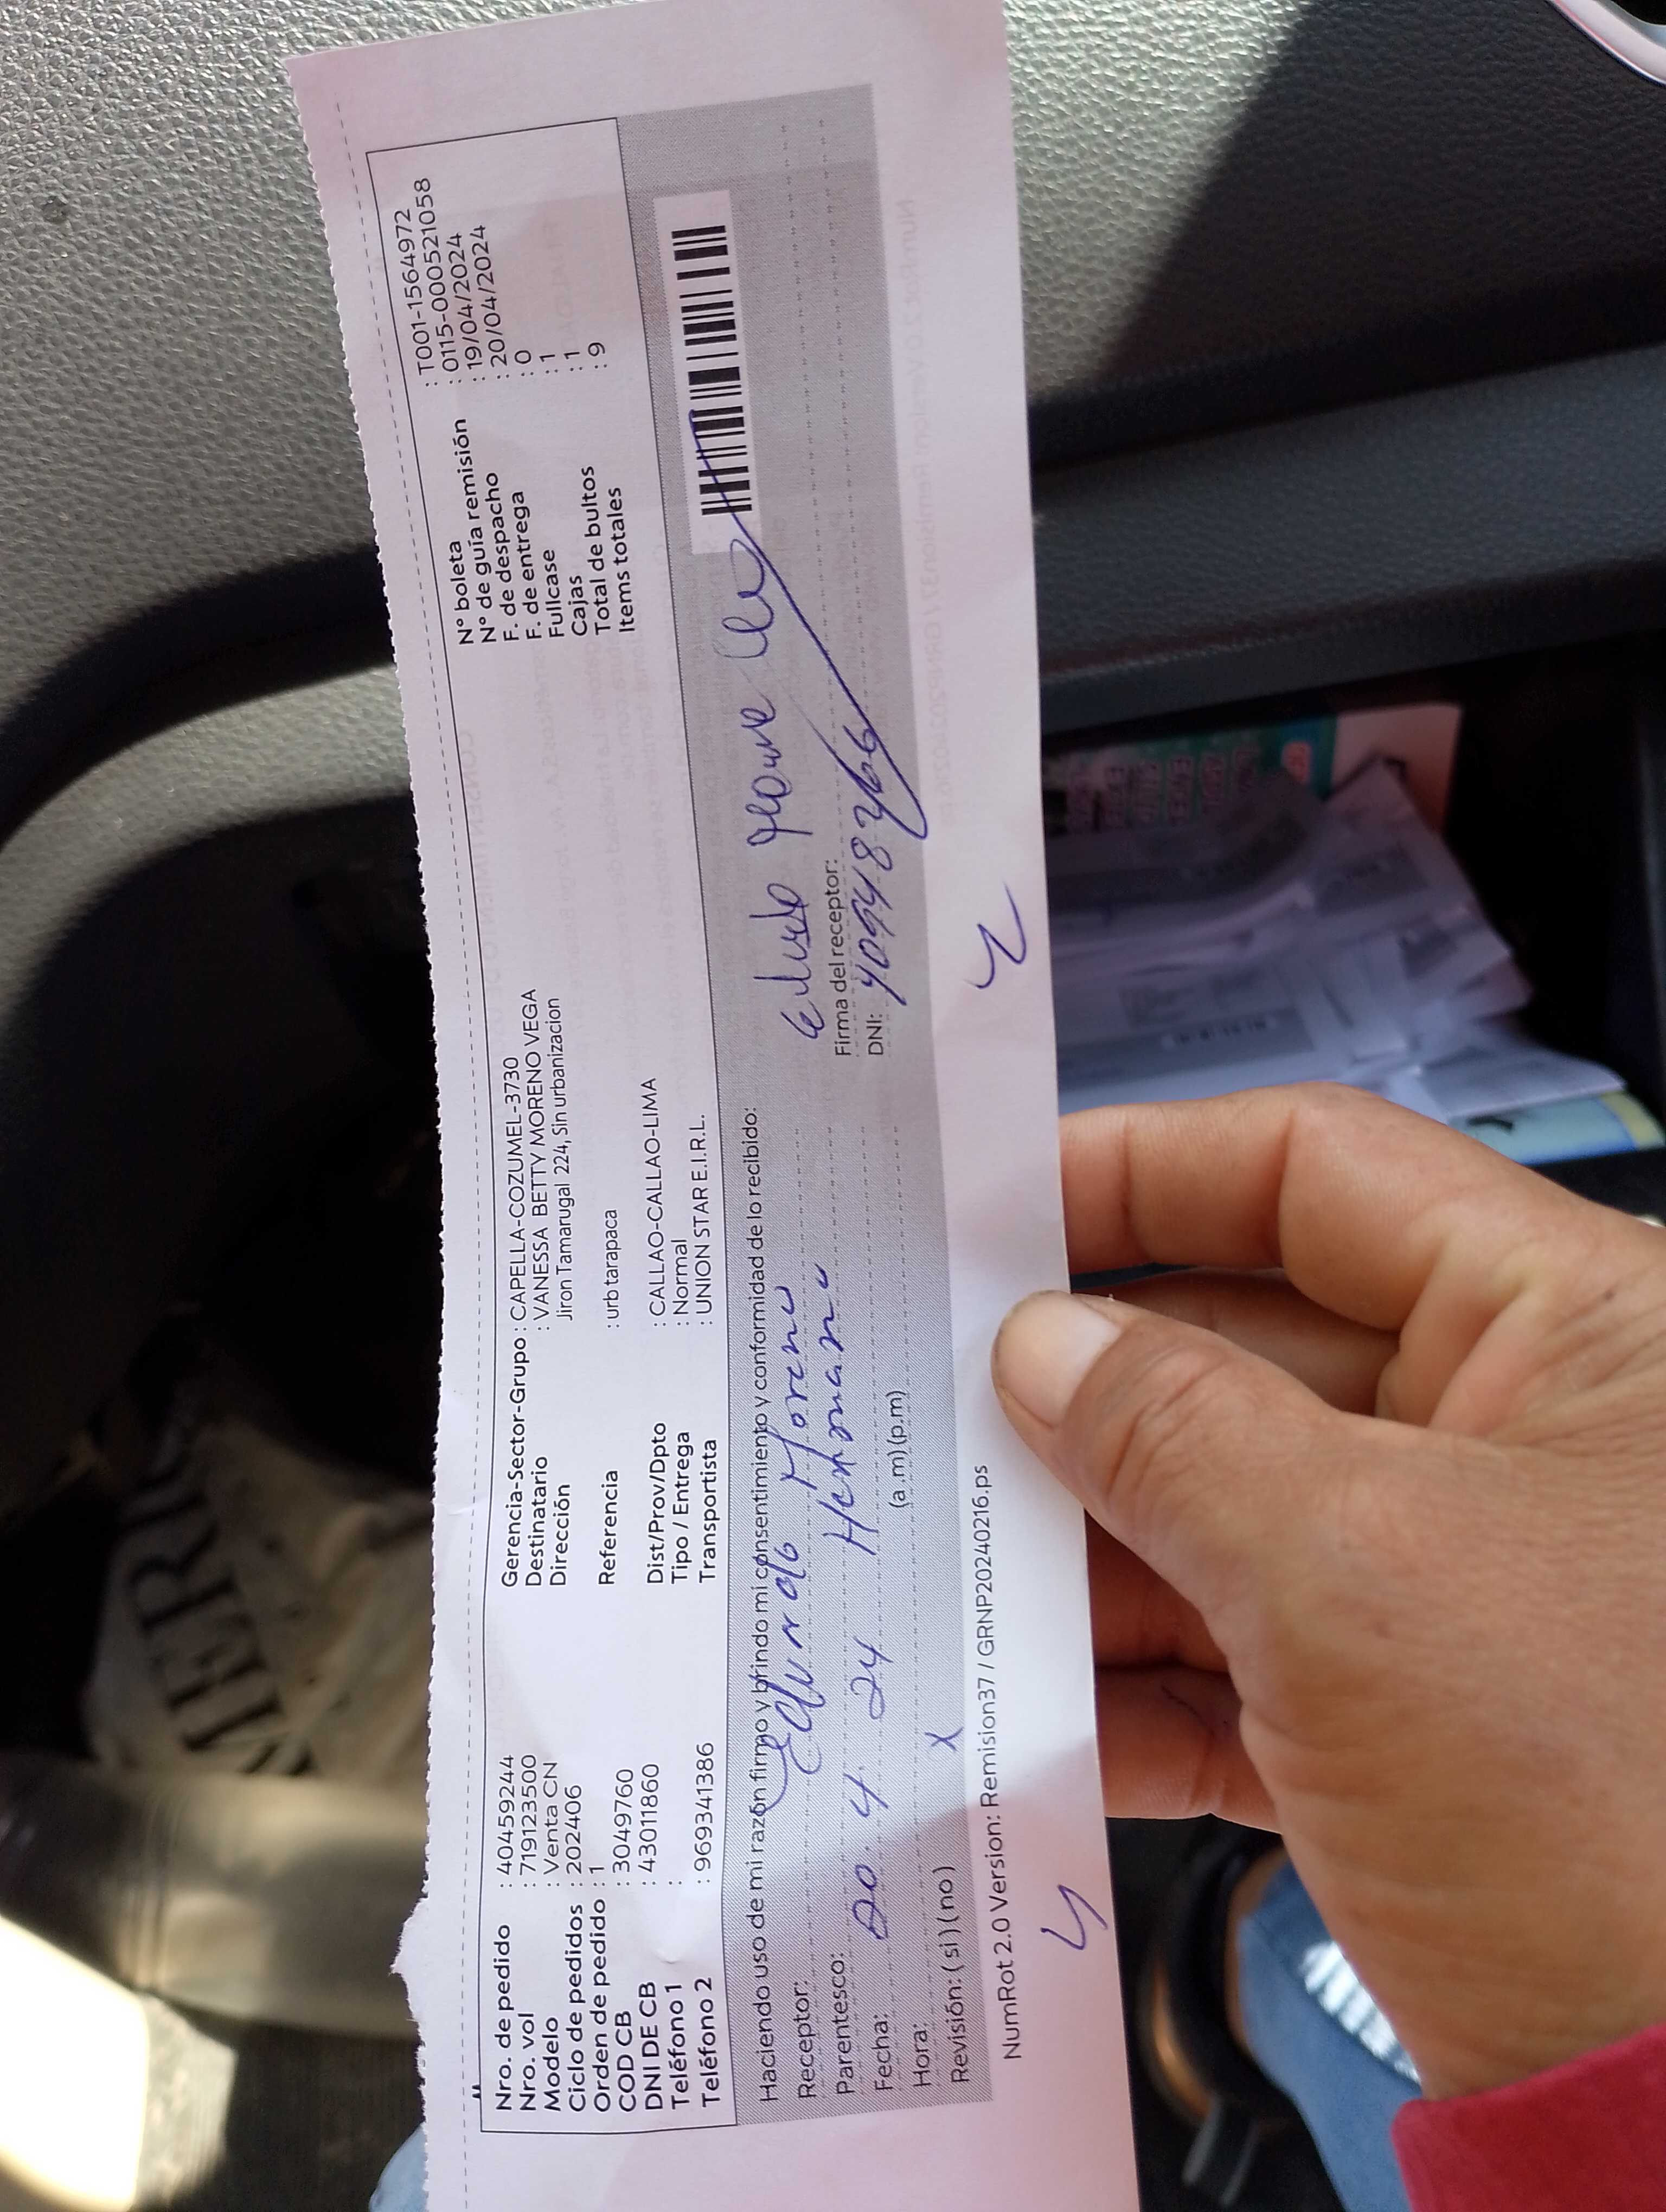 Nro. de pedido : 40459244
Nro. vol : 719123500
Modelo : Venta CN
Ciclo de pedidos : 202406
Orden de pedido : 1
COD CB : 3049760
DNI DE CB : 43011860
Teléfono 1 :
Teléfono 2 : 969341386
Gerencia-Sector-Grupo : CAPELLA-COZUMEL-3730
Destinatario : VANESSA BETTY MORENO VEGA
Dirección Jiron Tamarugal 224, Sin urbanizacion
Referencia : urb tarapaca
Dist/Prov/Dpto : CALLAO-CALLAO-LIMA
Tipo / Entrega : Normal
Transportista : UNION STAR E.I.R.L.
N° boleta : T001-1564972
N° de guía remisión : 0115-0000521058
F. de despacho : 19/04/2024
F. de entrega : 20/04/2024
Fullcase : 0
Cajas : 1
Total de bultos : 1
Items totales : 9
Haciendo uso de mi razón firmo y brindo mi consentimiento y conformidad de lo recibido:
Receptor: Moreno
Parentesco: Hermano
Fecha: 20. 4. 24
Hora: (a.m) (p.m)
Revisión: ( si ) ( no ) X
Firma del receptor:
DNI:
NumRot 2.0 Version: Remision37 / GRNP20240216.ps